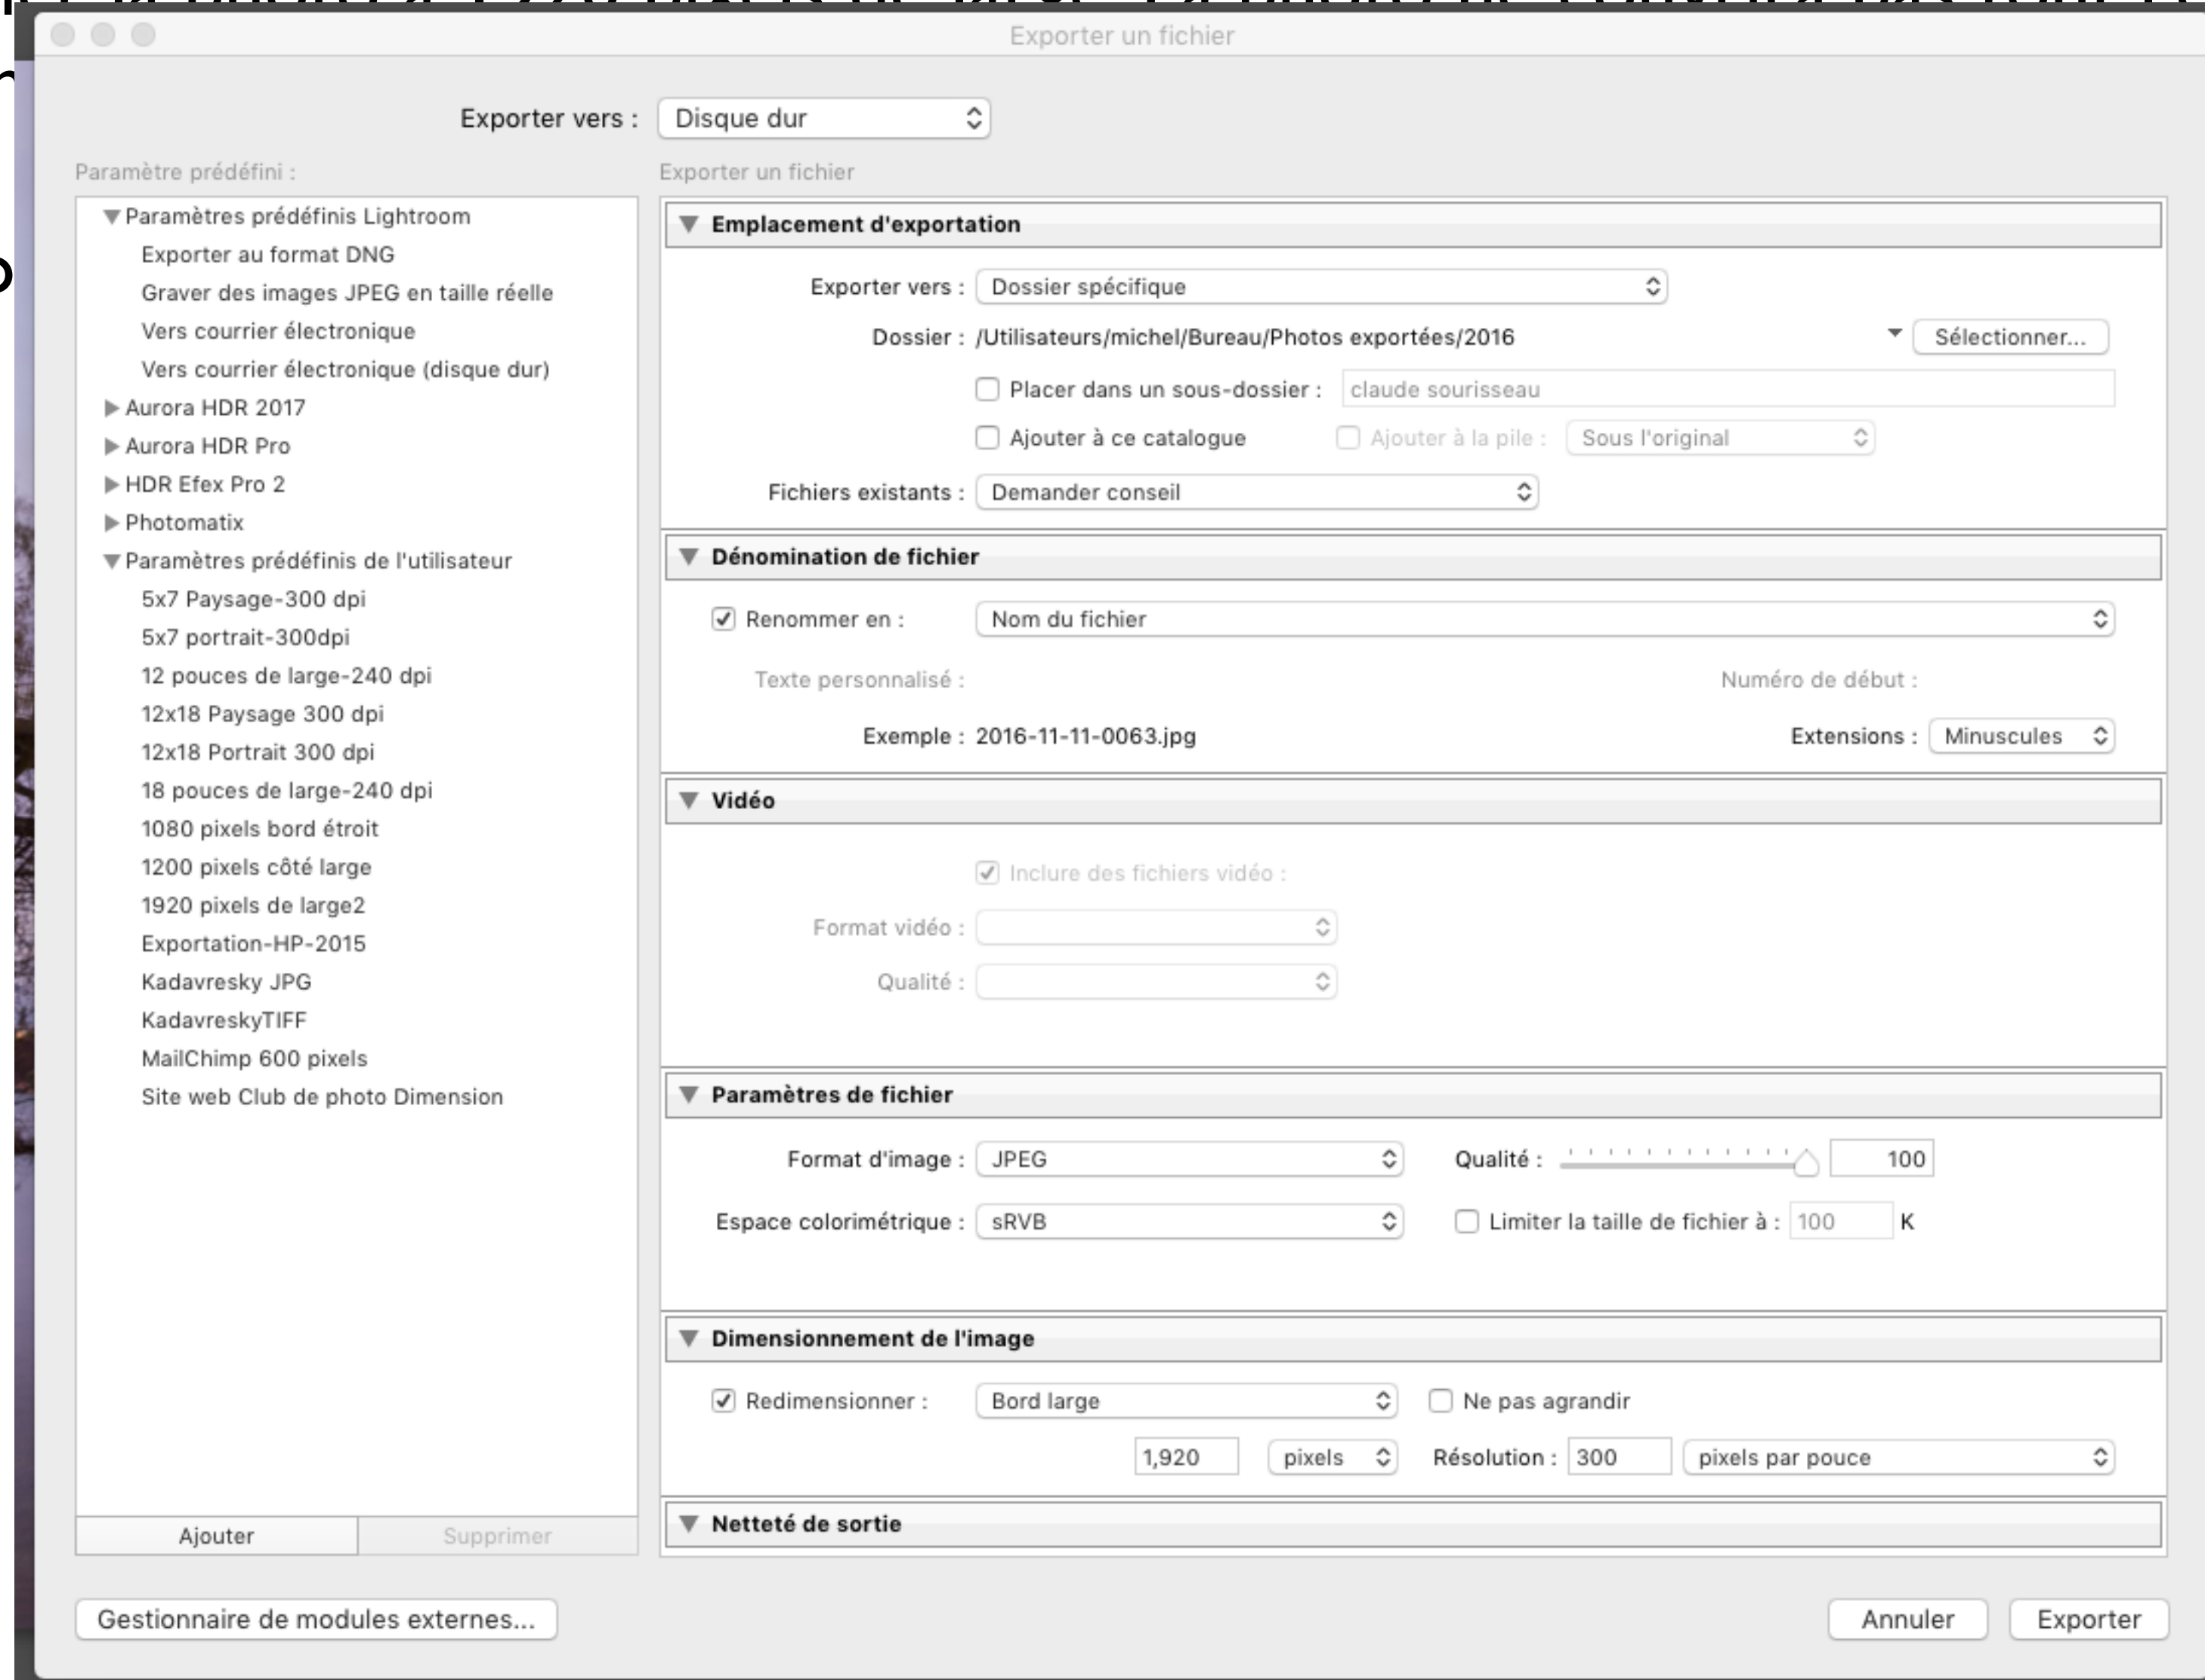 Exporter un fichier
Exporter vers : Disque dur
Paramètre prédéfini :
Paramètres prédéfinis Lightroom
Exporter au format DNG
Graver des images JPEG en taille réelle
Vers courrier électronique
Vers courrier électronique (disque dur)
Aurora HDR 2017
Aurora HDR Pro
HDR Efex Pro 2
Photomatix
Paramètres prédéfinis de l'utilisateur
5x7 Paysage-300 dpi
5x7 portrait-300dpi
12 pouces de large-240 dpi
12x18 Paysage 300 dpi
12x18 Portrait 300 dpi
18 pouces de large-240 dpi
1080 pixels bord étroit
1200 pixels côté large
1920 pixels de large2
Exportation-HP-2015
Kadavresky JPG
KadavreskyTIFF
MailChimp 600 pixels
Site web Club de photo Dimension
Ajouter Supprimer
Exporter un fichier
Emplacement d'exportation
Exporter vers : Dossier spécifique
Dossier : /Utilisateurs/michel/Bureau/Photos exportées/2016 Sélectionner...
Placer dans un sous-dossier : claude sourisseau
Ajouter à ce catalogue Ajouter à la pile : Sous l'original
Fichiers existants : Demander conseil
Dénomination de fichier
Renommer en : Nom du fichier
Texte personnalisé : Numéro de début :
Exemple : 2016-11-11-0063.jpg Extensions : Minuscules
Vidéo
Inclure des fichiers vidéo :
Format vidéo :
Qualité :
Paramètres de fichier
Format d'image : JPEG Qualité : 100
Espace colorimétrique : sRVB Limiter la taille de fichier à : 100 K
Dimensionnement de l'image
Redimensionner : Bord large Ne pas agrandir
1,920 pixels Résolution : 300 pixels par pouce
Netteté de sortie
Gestionnaire de modules externes... Annuler Exporter